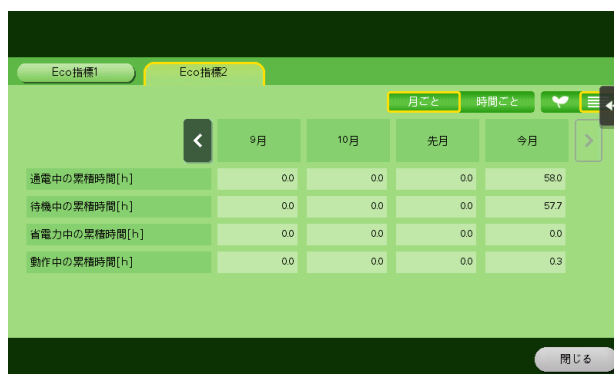 Eco指標1 Eco指標2
月ごと 時間ごと
9月 10月 先月 今月
通電中の累積時間[h] 0.0 0.0 0.0 58.0
待機中の累積時間[h] 0.0 0.0 0.0 57.7
省電力中の累積時間[h] 0.0 0.0 0.0 0.0
動作中の累積時間[h] 0.0 0.0 0.0 0.3
閉じる